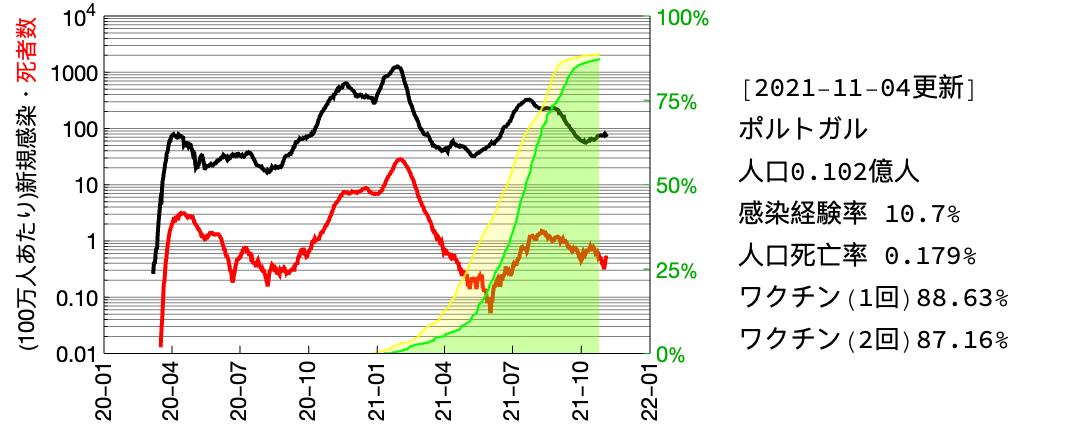 (100万人あたり)新規感染・死者数
10^4
1000
100
10
1
0.10
0.01
100%
75%
50%
25%
0%
20-01
20-04
20-07
20-10
21-01
21-04
21-07
21-10
22-01
[2021-11-04更新]
ポルトガル
人口0.102億人
感染経験率 10.7%
人口死亡率 0.179%
ワクチン(1回)88.63%
ワクチン(2回)87.16%